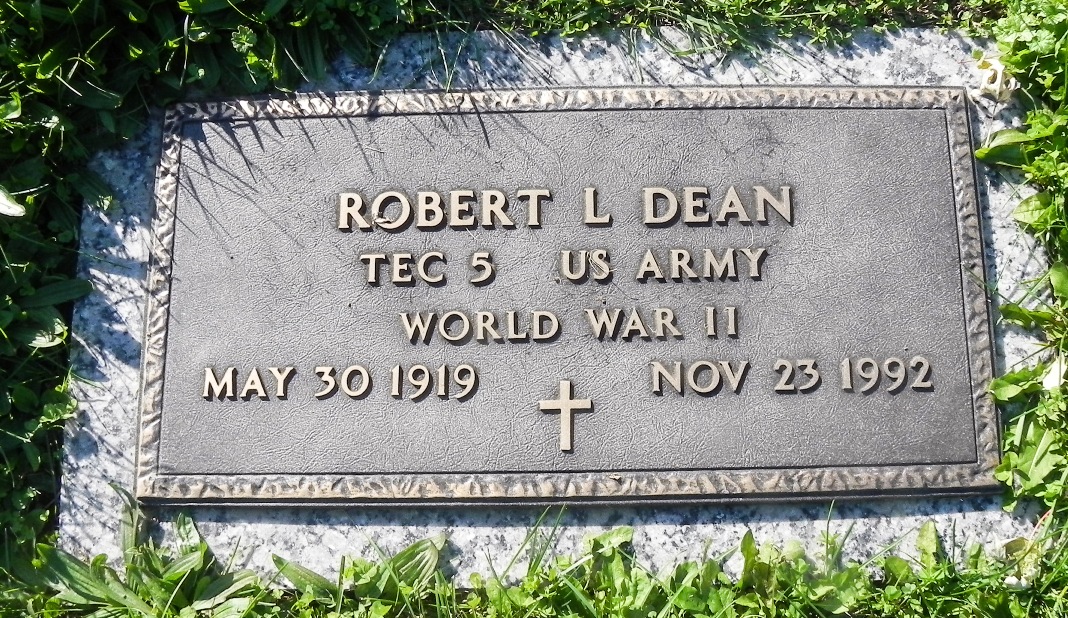 ROBERT L DEAN
TEC 5 US ARMY
WORLD WAR II
MAY 30 1919 NOV 23 1992